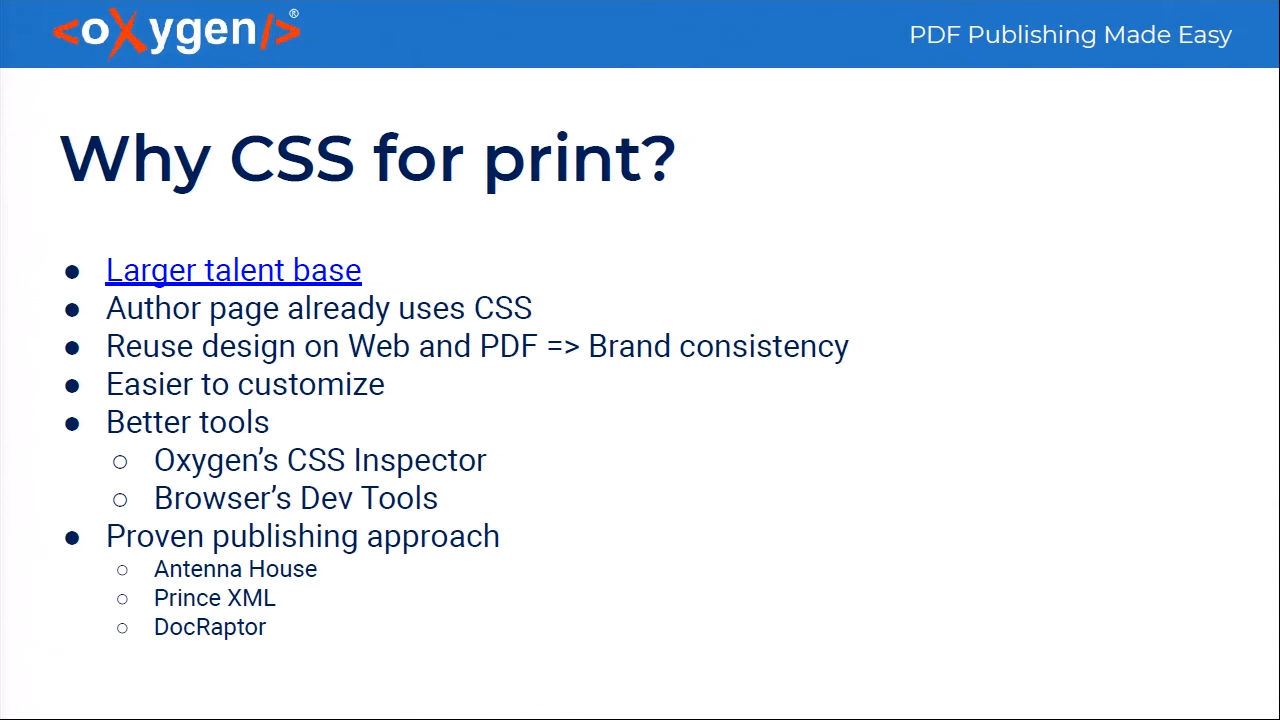 <oXygen/>®
PDF Publishing Made Easy
Why CSS for print?
● Larger talent base
● Author page already uses CSS
● Reuse design on Web and PDF => Brand consistency
● Easier to customize
● Better tools
○ Oxygen’s CSS Inspector
○ Browser’s Dev Tools
● Proven publishing approach
○ Antenna House
○ Prince XML
○ DocRaptor